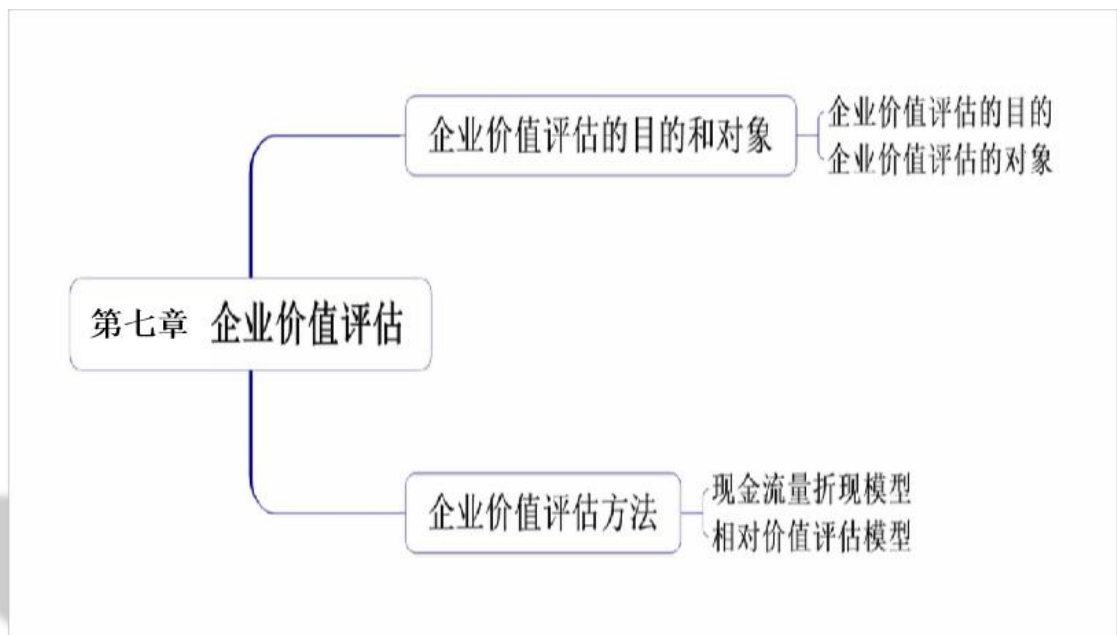 企业价值评估的目的和对象
企业价值评估的目的
企业价值评估的对象
第七章 企业价值评估
企业价值评估方法
现金流量折现模型
相对价值评估模型